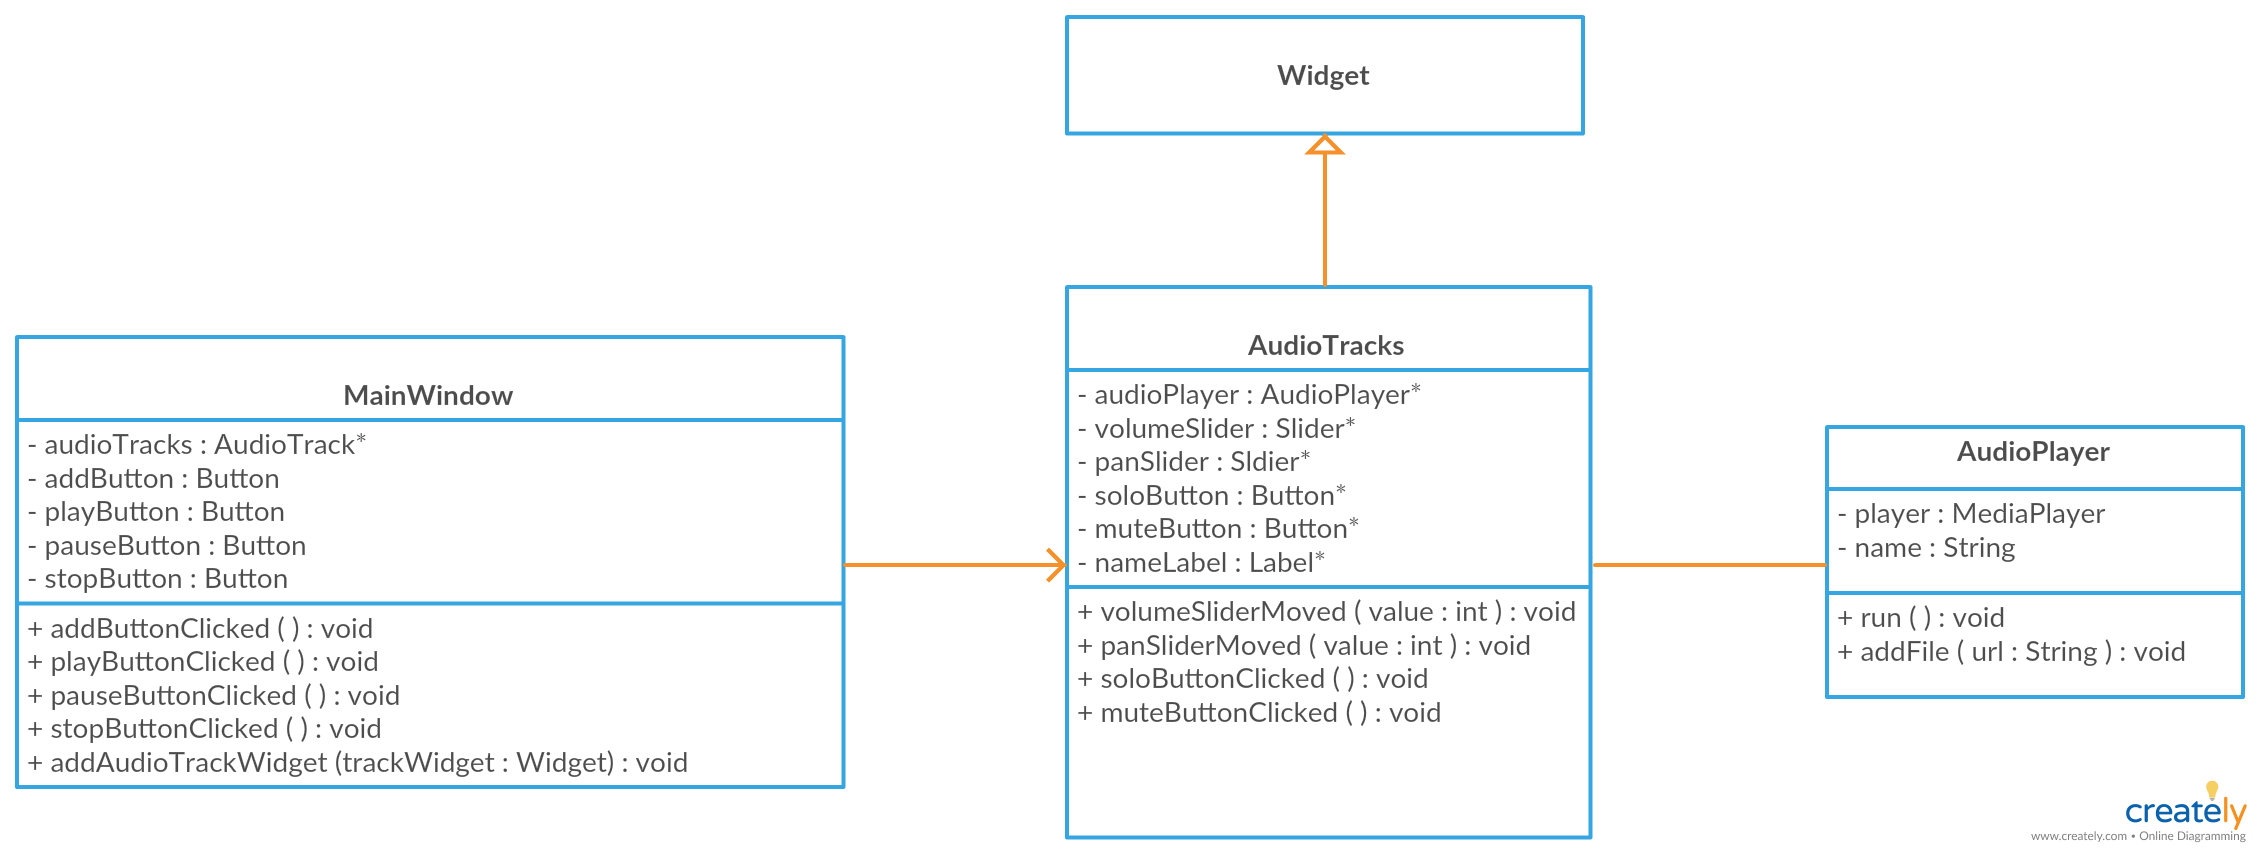 Widget
MainWindow
- audioTracks : AudioTrack*
- addButton : Button
- playButton : Button
- pauseButton : Button
- stopButton : Button
+ addButtonClicked ( ) : void
+ playButtonClicked ( ) : void
+ pauseButtonClicked ( ) : void
+ stopButtonClicked ( ) : void
+ addAudioTrackWidget (trackWidget : Widget) : void
AudioTracks
- audioPlayer : AudioPlayer*
- volumeSlider : Slider*
- panSlider : Sldier*
- soloButton : Button*
- muteButton : Button*
- nameLabel : Label*
+ volumeSliderMoved ( value : int ) : void
+ panSliderMoved ( value : int ) : void
+ soloButtonClicked ( ) : void
+ muteButtonClicked ( ) : void
AudioPlayer
- player : MediaPlayer
- name : String
+ run ( ) : void
+ addFile ( url : String ) : void
creately
www.creately.com • Online Diagramming